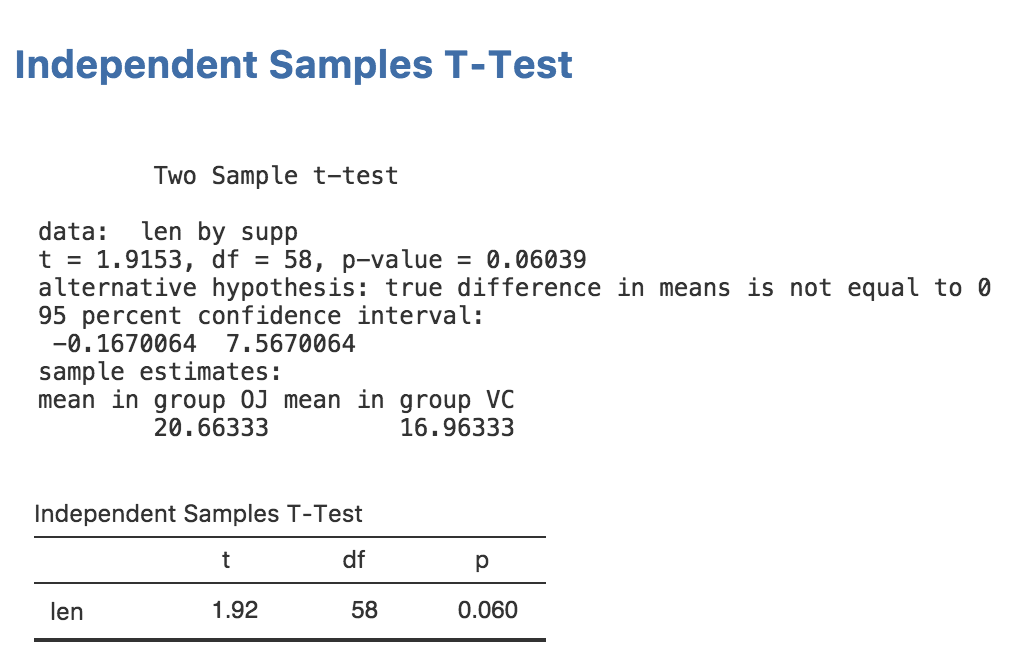 Independent Samples T-Test
Two Sample t-test
data:  len by supp
t = 1.9153, df = 58, p-value = 0.06039
alternative hypothesis: true difference in means is not equal to 0
95 percent confidence interval:
-0.1670064  7.5670064
sample estimates:
mean in group OJ mean in group VC
20.66333         16.96333
Independent Samples T-Test
t df p
len 1.92 58 0.060